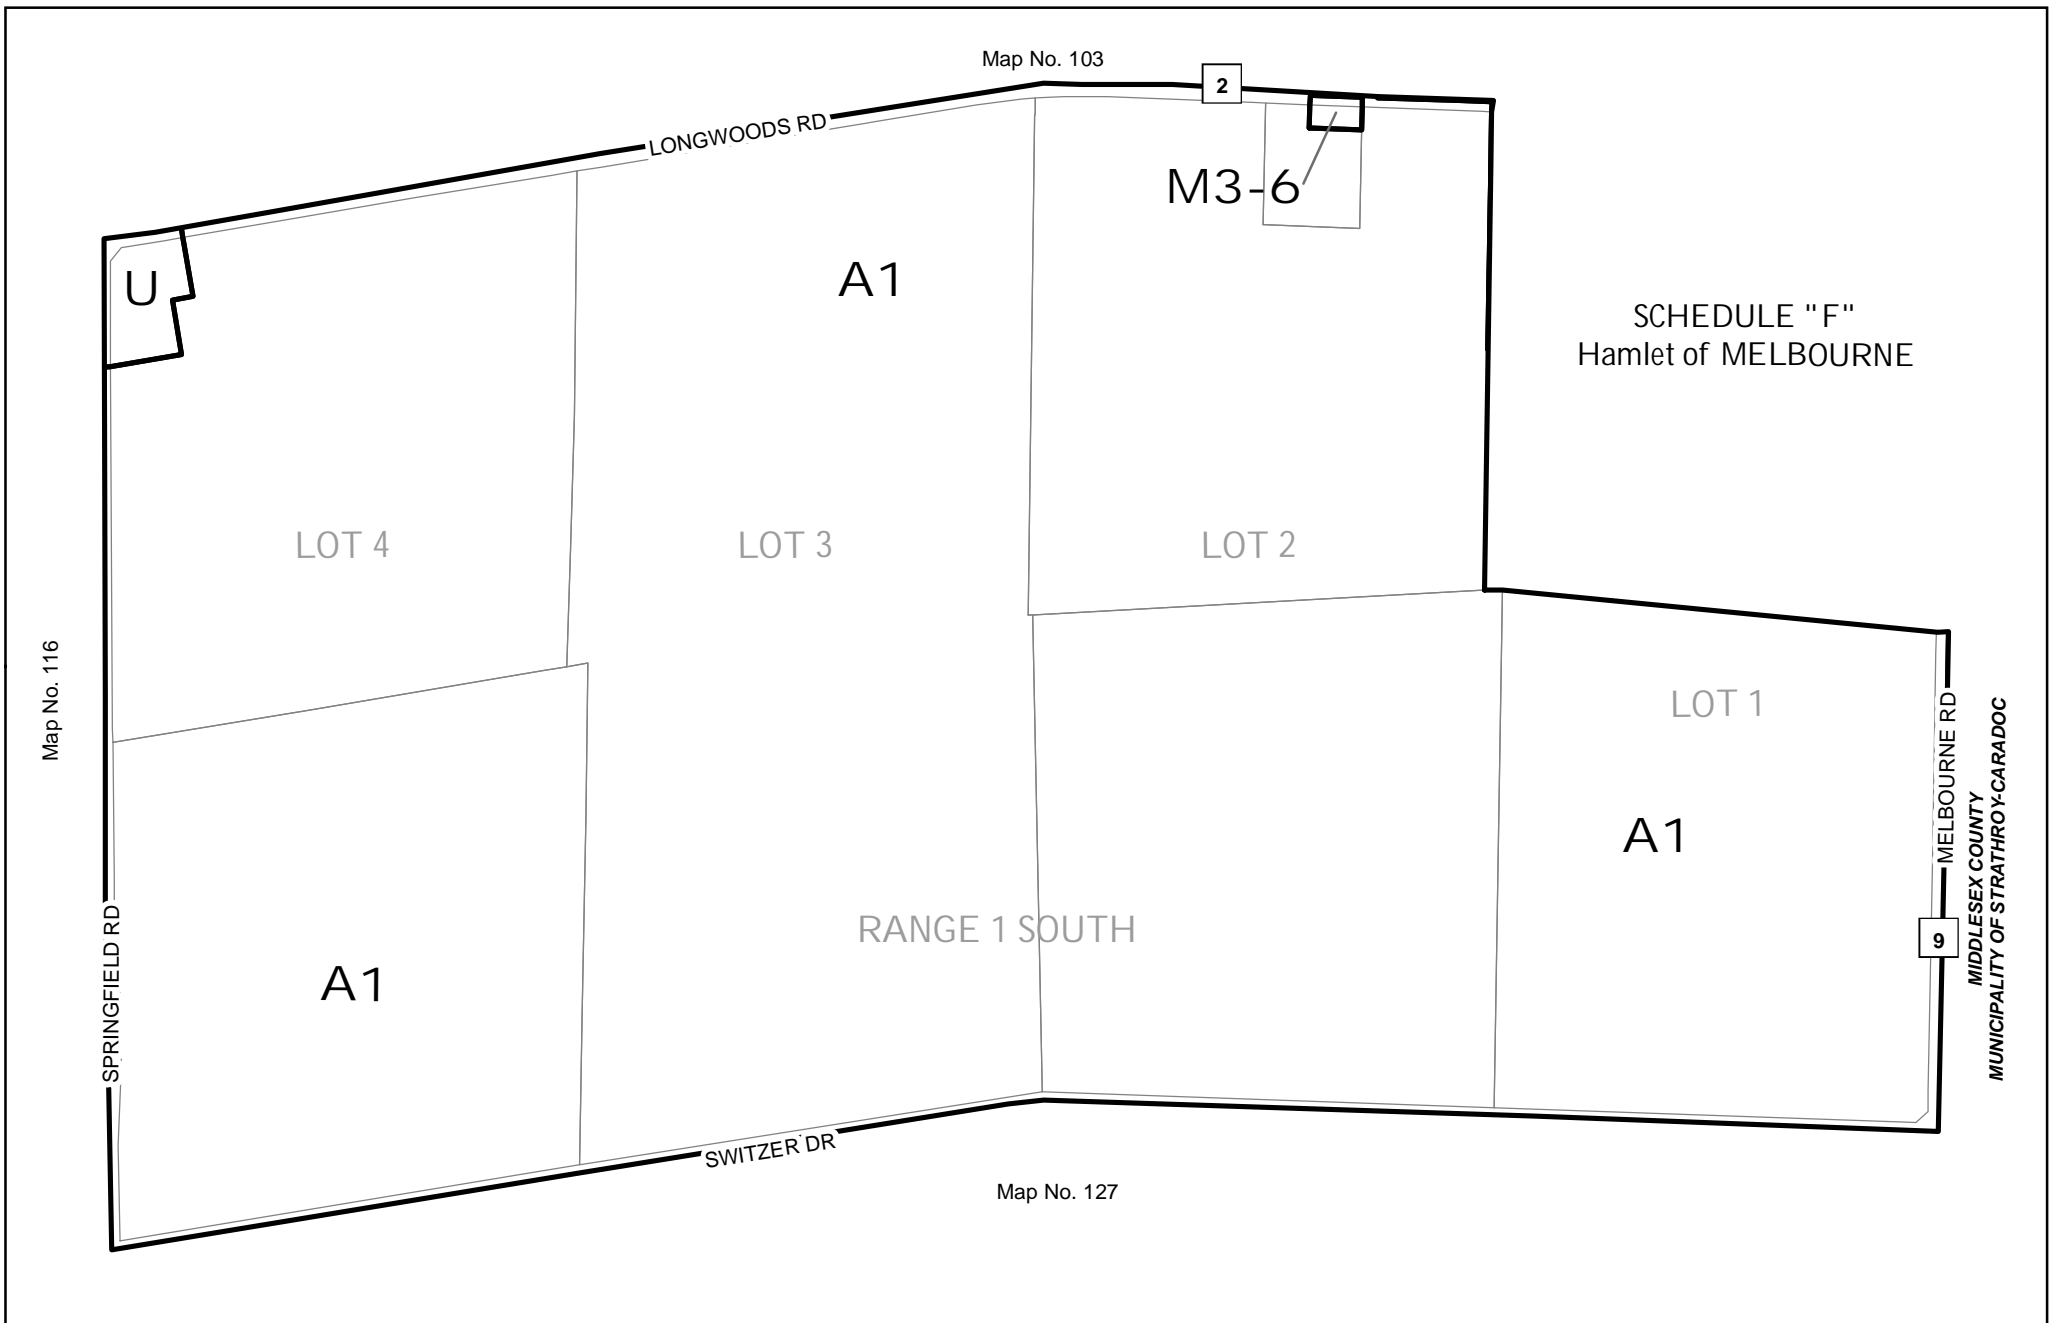 Map No. 103
2
LONGWOODS RD
M3-6
U
A1
SCHEDULE "F"
Hamlet of MELBOURNE
LOT 4
LOT 3
LOT 2
Map No. 116
LOT 1
MELBOURNE RD
MIDDLESEX COUNTY
MUNICIPALITY OF STRATHROY-CARADOC
A1
RANGE 1 SOUTH
9
SPRINGFIELD RD
A1
SWITZER DR
Map No. 127